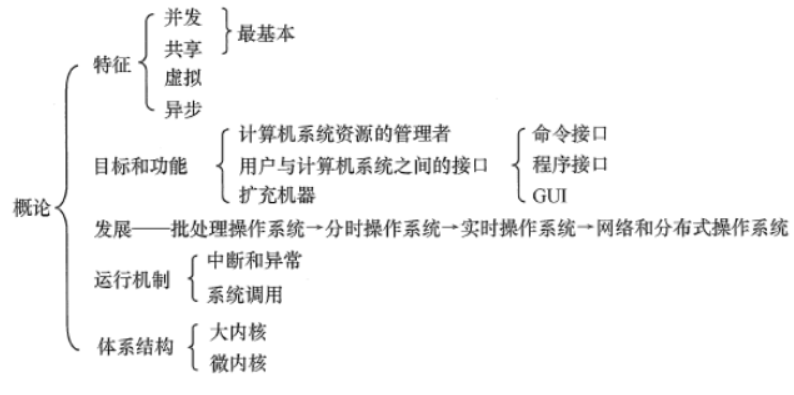 概论
特征
并发
共享
最基本
虚拟
异步
目标和功能
计算机系统资源的管理者
用户与计算机系统之间的接口
命令接口
程序接口
GUI
扩充机器
发展——批处理操作系统→分时操作系统→实时操作系统→网络和分布式操作系统
运行机制
中断和异常
系统调用
体系结构
大内核
微内核